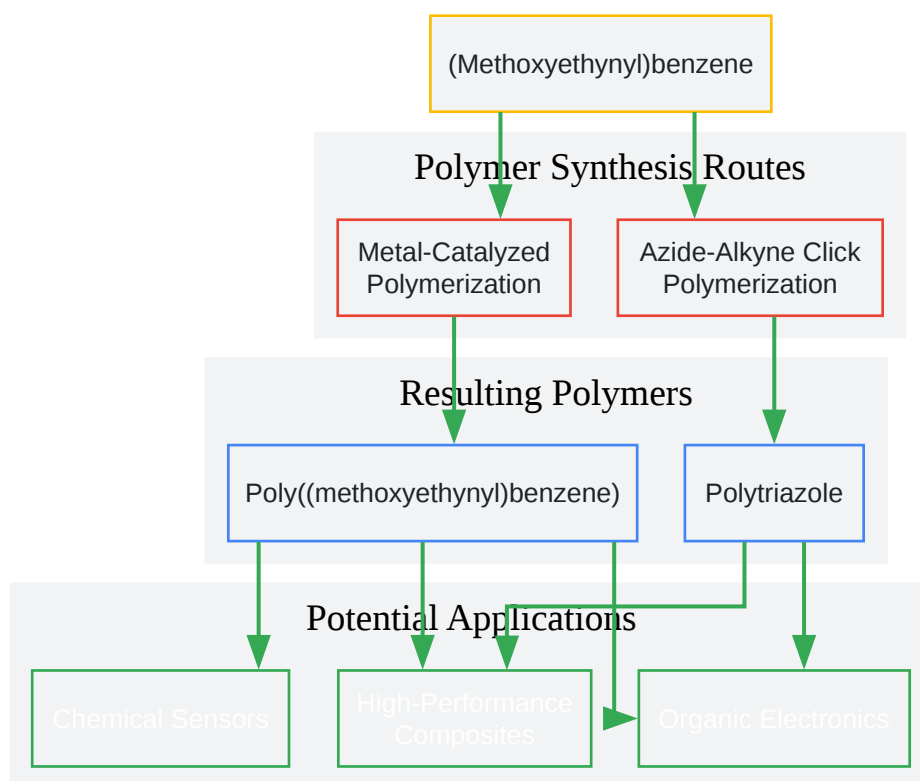 (Methoxyethynyl)benzene
Polymer Synthesis Routes
Metal-Catalyzed
Polymerization
Azide-Alkyne Click
Polymerization
Resulting Polymers
Poly((methoxyethynyl)benzene)
Polytriazole
Potential Applications
Chemical Sensors
High-Performance
Composites
Organic Electronics